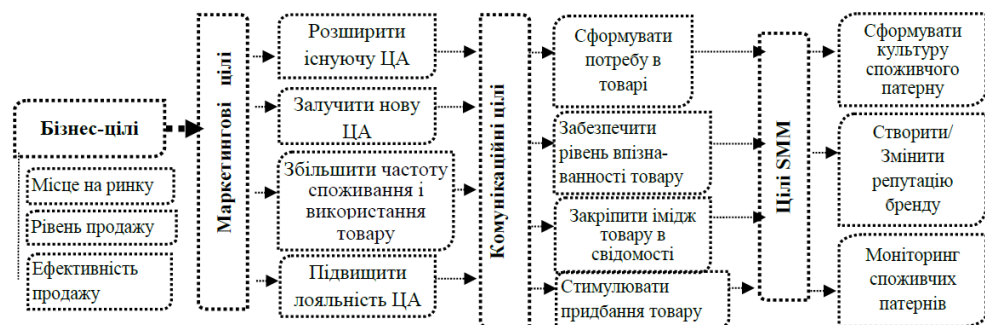 Бізнес-цілі
Місце на ринку
Рівень продажу
Ефективність
продажу
Маркетингові цілі
Розширити
існуючу ЦА
Залучити нову
ЦА
Збільшити частоту
споживання і
використання
товару
Підвищити
лояльність ЦА
Комунікаційні цілі
Сформувати
потребу в
товарі
Забезпечити
рівень впізна-
ванності товару
Закріпити імідж
товару в
свідомості
Стимулювати
придбання товару
Цілі SMM
Сформувати
культуру
споживчого
патерну
Створити/
Змінити
репутацію
бренду
Моніторинг
споживчих
патернів